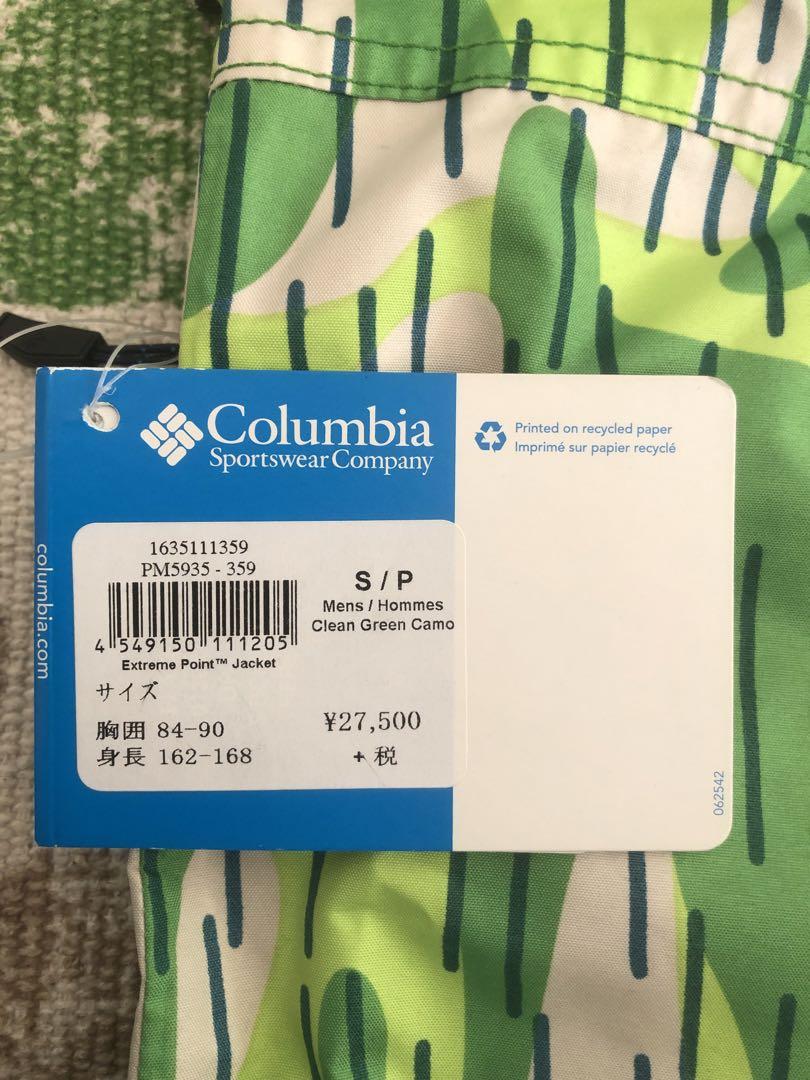 Columbia
Sportswear Company
Printed on recycled paper
Imprimé sur papier recyclé
columbia.com
1635111359
PM5935 - 359
4 549150 111205
Extreme Point™ Jacket
S / P
Mens / Hommes
Clean Green Camo
サイズ
胸囲 84-90
身長 162-168
¥27,500
+ 税
062542